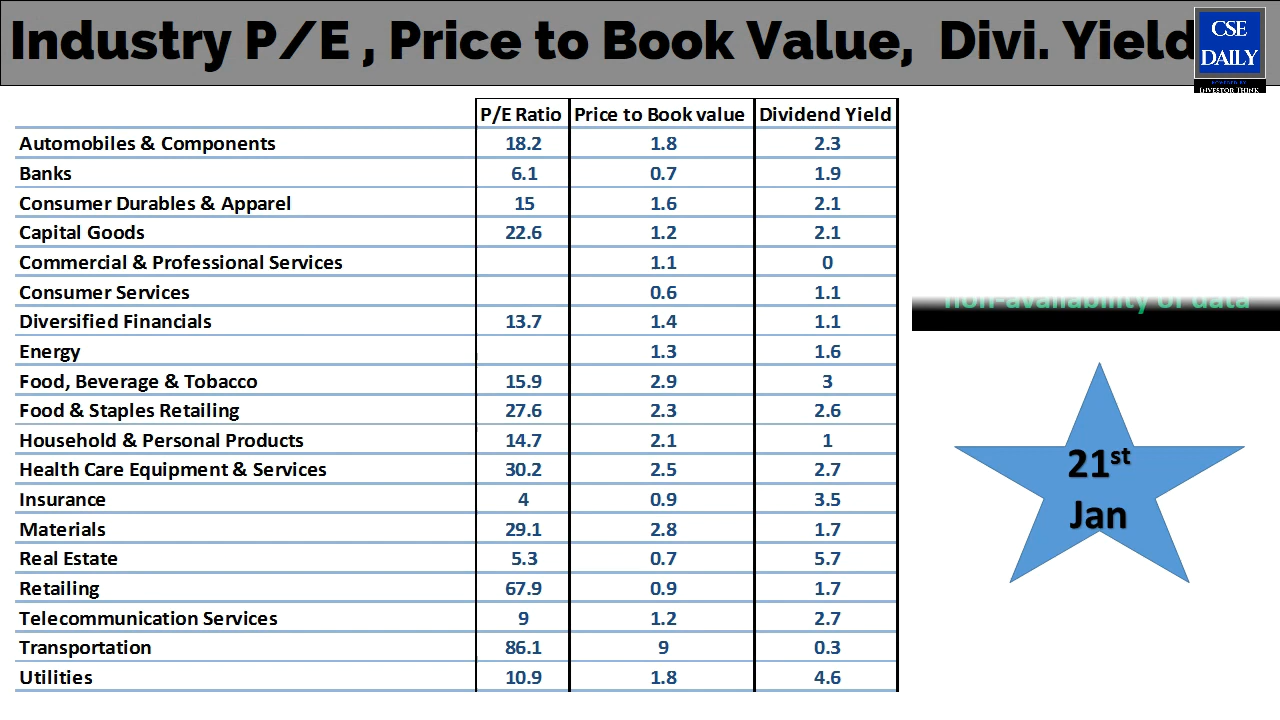 Industry P/E , Price to Book Value, Divi. Yield
CSE
DAILY
POWERED BY
INVESTOR THINK
P/E Ratio Price to Book value Dividend Yield
Automobiles & Components 18.2 1.8 2.3
Banks 6.1 0.7 1.9
Consumer Durables & Apparel 15 1.6 2.1
Capital Goods 22.6 1.2 2.1
Commercial & Professional Services 1.1 0
Consumer Services 0.6 1.1
Diversified Financials 13.7 1.4 1.1
Energy 1.3 1.6
non-availability of data
Food, Beverage & Tobacco 15.9 2.9 3
Food & Staples Retailing 27.6 2.3 2.6
Household & Personal Products 14.7 2.1 1
Health Care Equipment & Services 30.2 2.5 2.7
Insurance 4 0.9 3.5
Materials 29.1 2.8 1.7
Real Estate 5.3 0.7 5.7
Retailing 67.9 0.9 1.7
Telecommunication Services 9 1.2 2.7
Transportation 86.1 9 0.3
Utilities 10.9 1.8 4.6
21st
Jan